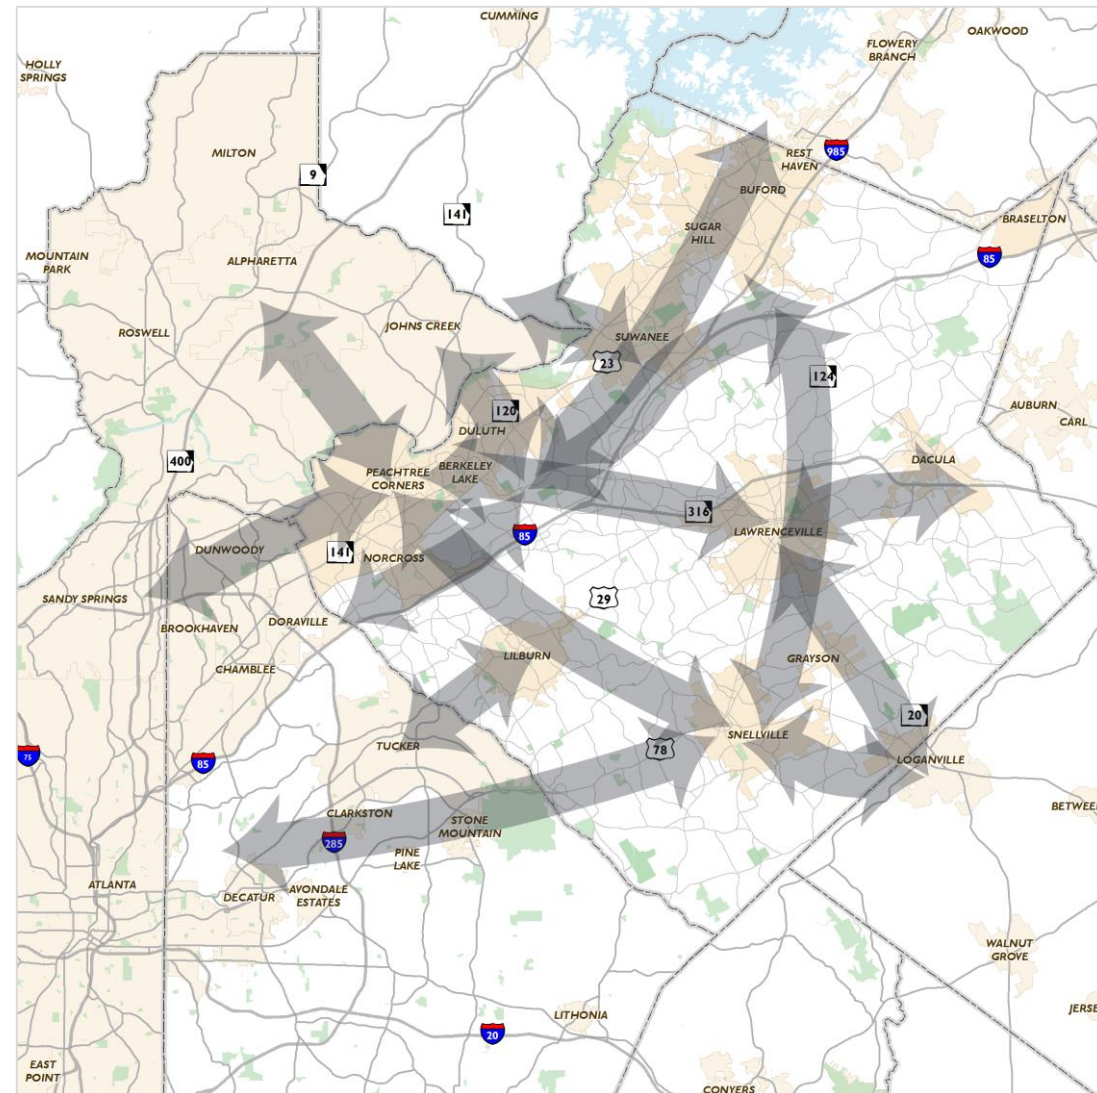 CUMMING
OAKWOOD
FLOWERY
BRANCH
HOLLY
SPRINGS
MILTON
9
985
REST
HAVEN
BUFORD
141
BRASELTON
SUGAR
HILL
MOUNTAIN
PARK
ALPHARETTA
85
ROSWELL
JOHNS CREEK
SUWANEE
23
124
120
AUBURN
CARL
DULUTH
400
BERKELEY
LAKE
PEACHTREE
CORNERS
DACULA
316
LAWRENCEVILLE
85
DUNWOODY
141
NORCROSS
SANDY SPRINGS
29
DORAVILLE
BROOKHAVEN
LILBURN
GRAYSON
CHAMBLEE
20
SNELLVILLE
TUCKER
78
75
85
LOGANVILLE
BETWEE
CLARKSTON
STONE
MOUNTAIN
285
PINE
LAKE
ATLANTA
DECATUR
AVONDALE
ESTATES
WALNUT
GROVE
LITHONIA
JERSE
20
EAST
POINT
CONYERS